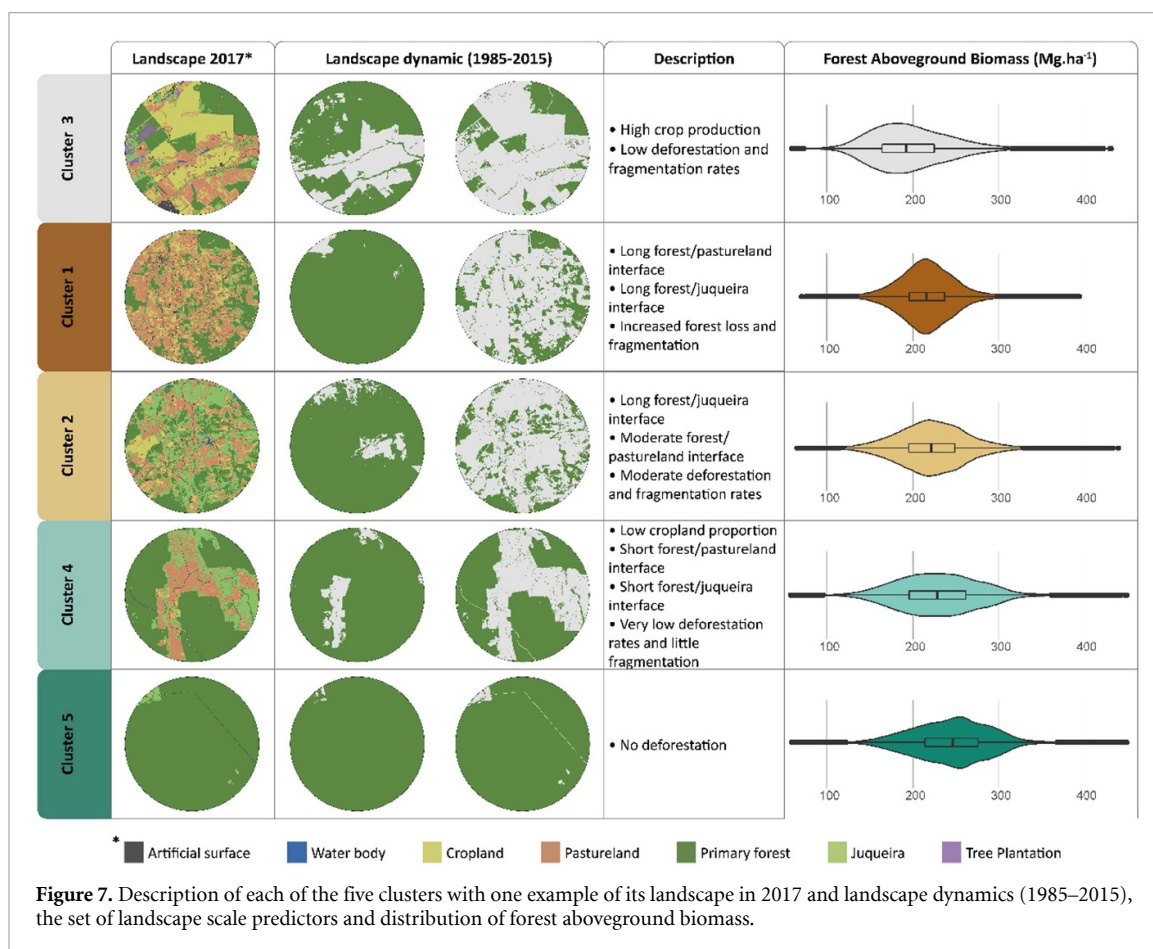 Landscape 2017*
Landscape dynamic (1985-2015)
Description
Forest Aboveground Biomass (Mg.ha-1)
Cluster 3
• High crop production
• Low deforestation and
fragmentation rates
100 200 300 400
Cluster 1
• Long forest/pastureland
interface
• Long forest/juqueira
interface
• Increased forest loss and
fragmentation
100 200 300 400
Cluster 2
• Long forest/juqueira
interface
• Moderate forest/
pastureland interface
• Moderate deforestation
and fragmentation rates
100 200 300 400
Cluster 4
• Low cropland proportion
• Short forest/pastureland
interface
• Short forest/juqueira
interface
• Very low deforestation
rates and little
fragmentation
100 200 300 400
Cluster 5
• No deforestation
100 200 300 400
* Artificial surface Water body Cropland Pastureland Primary forest Juqueira Tree Plantation
Figure 7. Description of each of the five clusters with one example of its landscape in 2017 and landscape dynamics (1985–2015),
the set of landscape scale predictors and distribution of forest aboveground biomass.